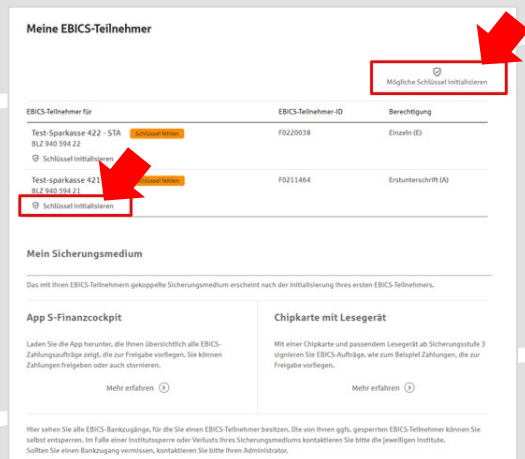 Meine EBICS-Teilnehmer
Mögliche Schlüssel initialisieren
EBICS-Teilnehmer für EBICS-Teilnehmer-ID Berechtigung
Test-Sparkasse 422 - STA Schlüssel fehlen F0220038 Einzeln (E)
BLZ 940 594 22
Schlüssel initialisieren
Test-sparkasse 421 Schlüssel fehlen F0211464 Erstunterschrift (A)
BLZ 940 594 21
Schlüssel initialisieren
Mein Sicherungsmedium
Das mit Ihren EBICS-Teilnehmern gekoppelte Sicherungsmedium erscheint nach der Initialisierung Ihres ersten EBICS-Teilnehmers.
App S-Finanzcockpit
Laden Sie die App herunter, die Ihnen übersichtlich alle EBICS-
Zahlungsaufträge zeigt, die zur Freigabe vorliegen. Sie können
Zahlungen freigeben oder auch stornieren.
Mehr erfahren
Chipkarte mit Lesegerät
Mit einer Chipkarte und passendem Lesegerät ab Sicherungsstufe 3
signieren Sie EBICS-Aufträge, wie zum Beispiel Zahlungen, die zur
Freigabe vorliegen.
Mehr erfahren
Hier sehen Sie alle EBICS-Bankzugänge, für die Sie einen EBICS-Teilnehmer besitzen. Die von Ihnen ggfs. gesperrten EBICS-Teilnehmer können Sie
selbst entsperren. Im Falle einer Institutssperre oder Verlusts Ihres Sicherungsmediums kontaktieren Sie bitte die jeweiligen Institute.
Sollten Sie einen Bankzugang vermissen, kontaktieren Sie bitte Ihren Administrator.